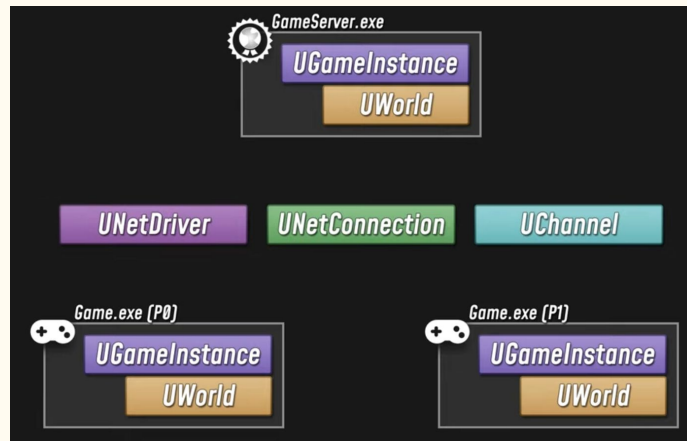 GameServer.exe
UGameInstance
UWorld
UNetDriver UNetConnection UChannel
Game.exe (P0) Game.exe (P1)
UGameInstance UGameInstance
UWorld UWorld